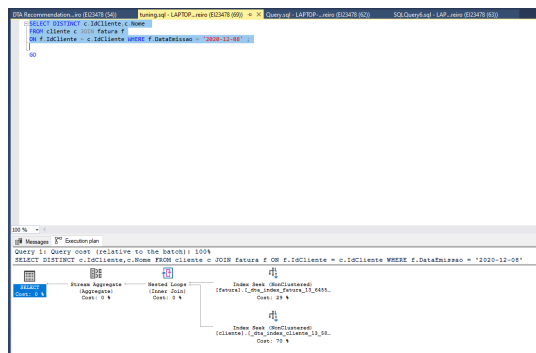 DTA Recommendation...iro (EI23478 (54))
tuning.sql - LAPTOP...reiro (EI23478 (69))
Query.sql - LAPTOP-...reiro (EI23478 (62))
SQLQuery6.sql - LAP...reiro (EI23478 (63))
SELECT DISTINCT c.IdCliente,c.Nome
FROM cliente c JOIN fatura f
ON f.IdCliente = c.IdCliente WHERE f.DataEmissao = '2020-12-08' ;
GO
100 %
Messages Execution plan
Query 1: Query cost (relative to the batch): 100%
SELECT DISTINCT c.IdCliente,c.Nome FROM cliente c JOIN fatura f ON f.IdCliente = c.IdCliente WHERE f.DataEmissao = '2020-12-08'
SELECT
Cost: 0 %
Stream Aggregate
(Aggregate)
Cost: 0 %
Nested Loops
(Inner Join)
Cost: 0 %
Index Seek (NonClustered)
[fatura].[_dta_index_fatura_13_6455…
Cost: 29 %
Index Seek (NonClustered)
[cliente].[_dta_index_cliente_13_58…
Cost: 70 %